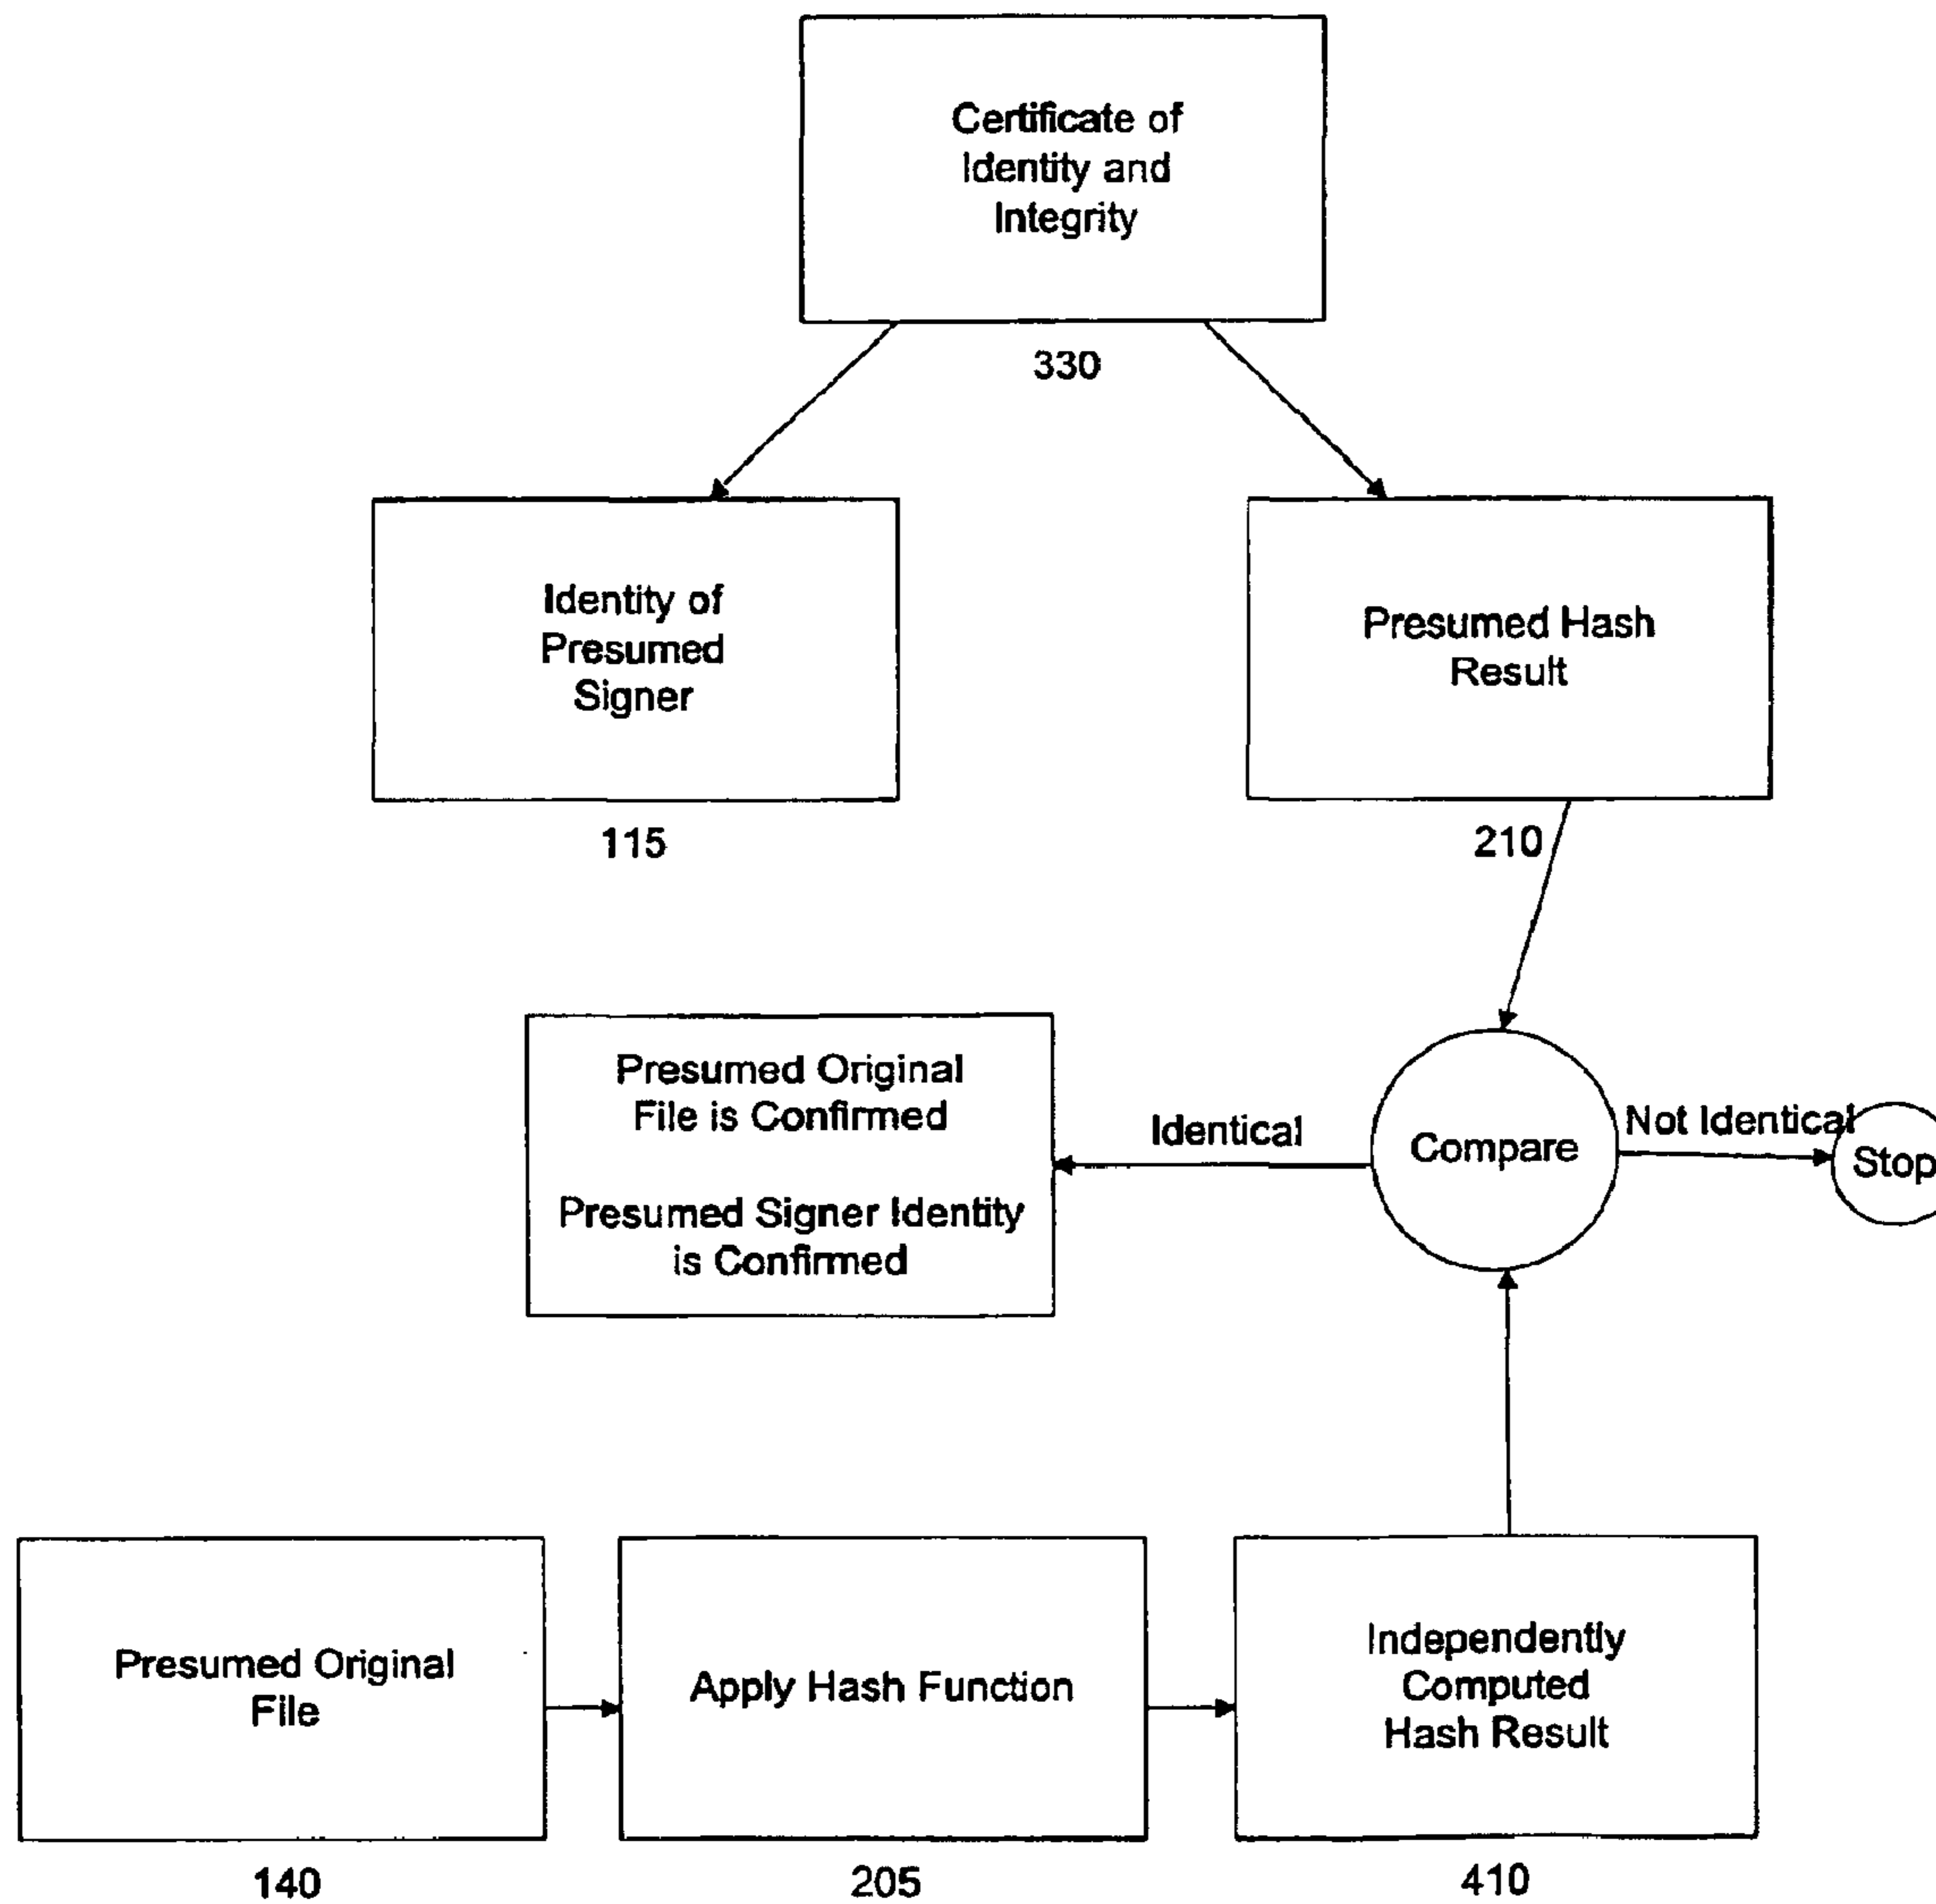 Certificate of
Identity and
Integrity
330
Identity of
Presumed
Signer
115
Presumed Hash
Result
210
Presumed Original
File is Confirmed
Presumed Signer Identity
is Confirmed
Identical
Compare
Not Identical
Stop
Presumed Original
File
140
Apply Hash Function
205
Independently
Computed
Hash Result
410